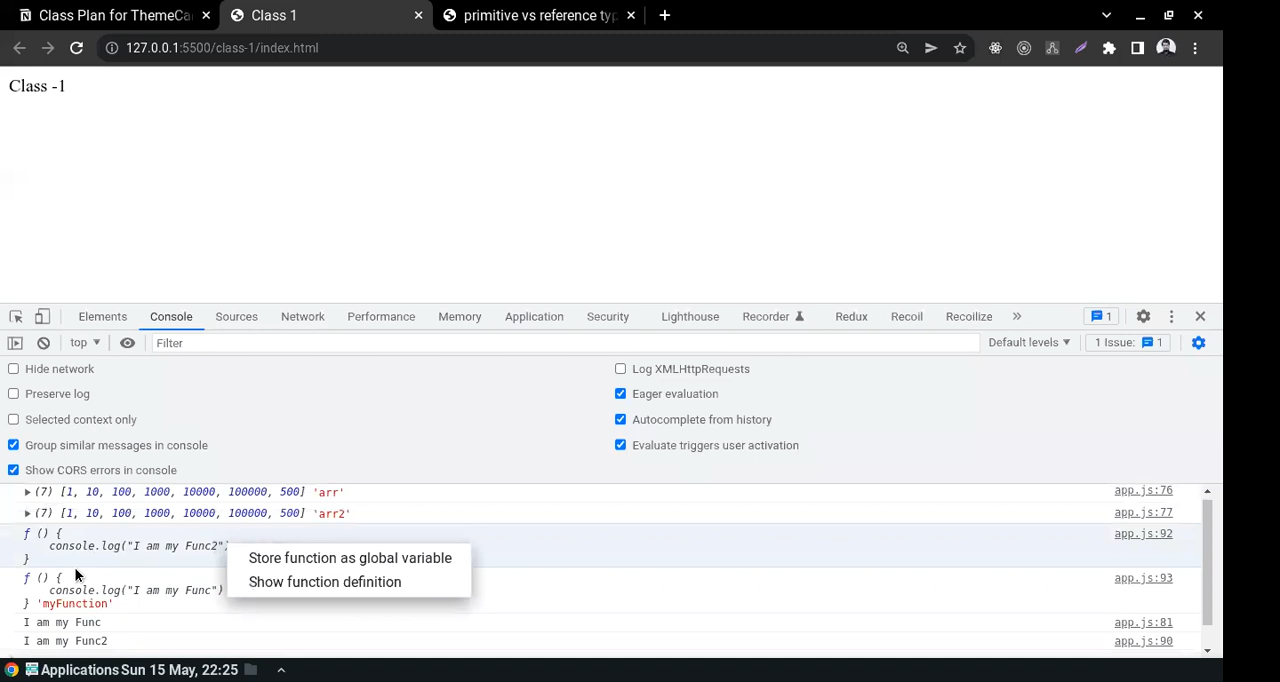 Class Plan for ThemeCa
Class 1
primitive vs reference typ
127.0.0.1:5500/class-1/index.html
Class -1
Elements Console Sources Network Performance Memory Application Security Lighthouse Recorder Redux Recoil Recoilize » 1
top Filter Default levels 1 Issue: 1
Hide network Log XMLHttpRequests
Preserve log Eager evaluation
Selected context only Autocomplete from history
Group similar messages in console Evaluate triggers user activation
Show CORS errors in console
(7) [1, 10, 100, 1000, 10000, 100000, 500] 'arr' app.js:76
(7) [1, 10, 100, 1000, 10000, 100000, 500] 'arr2' app.js:77
ƒ () { app.js:92
console.log("I am my Func2")
}
Store function as global variable
Show function definition
ƒ () { app.js:93
console.log("I am my Func")
} 'myFunction'
I am my Func app.js:81
I am my Func2 app.js:90
Applications Sun 15 May, 22:25